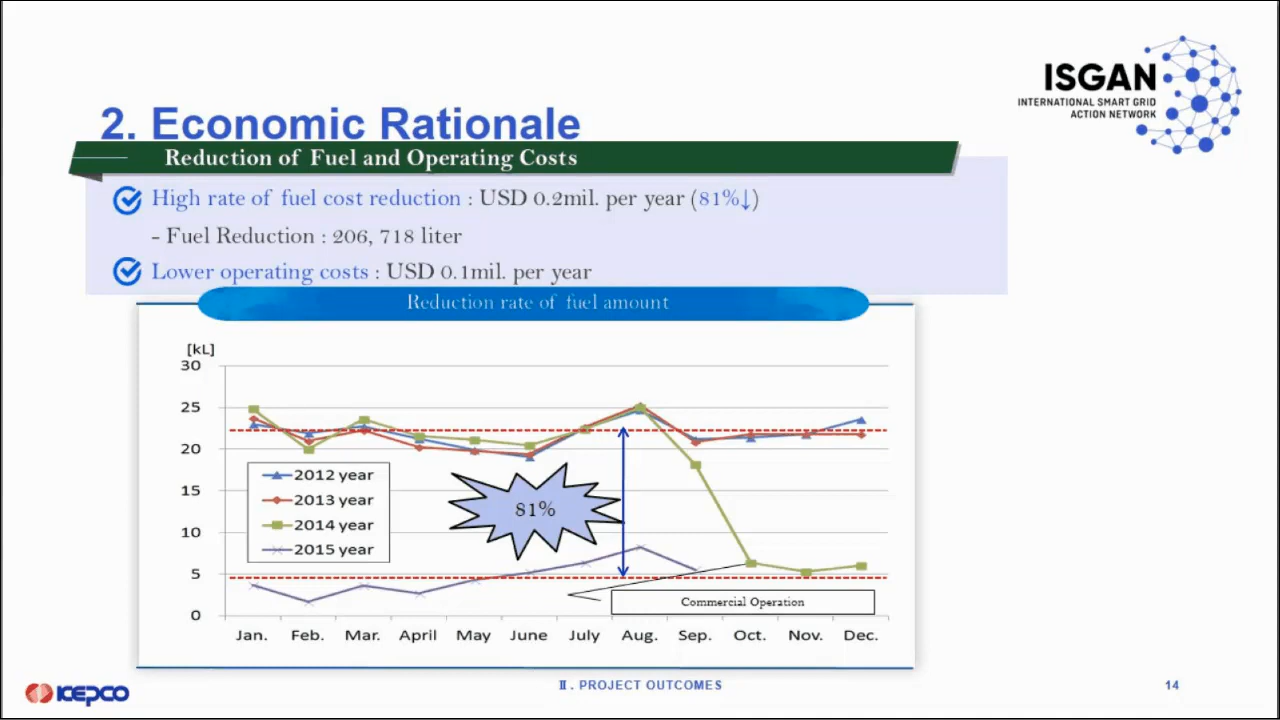 ISGAN
INTERNATIONAL SMART GRID
ACTION NETWORK
2. Economic Rationale
Reduction of Fuel and Operating Costs
High rate of fuel cost reduction : USD 0.2mil. per year (81%↓)
- Fuel Reduction : 206, 718 liter
Lower operating costs : USD 0.1mil. per year
Reduction rate of fuel amount
[kL]
30
25
20
15
10
5
0
2012 year
2013 year
2014 year
2015 year
81%
Commercial Operation
Jan. Feb. Mar. April May June July Aug. Sep. Oct. Nov. Dec.
KEPCO
Ⅱ. PROJECT OUTCOMES
14